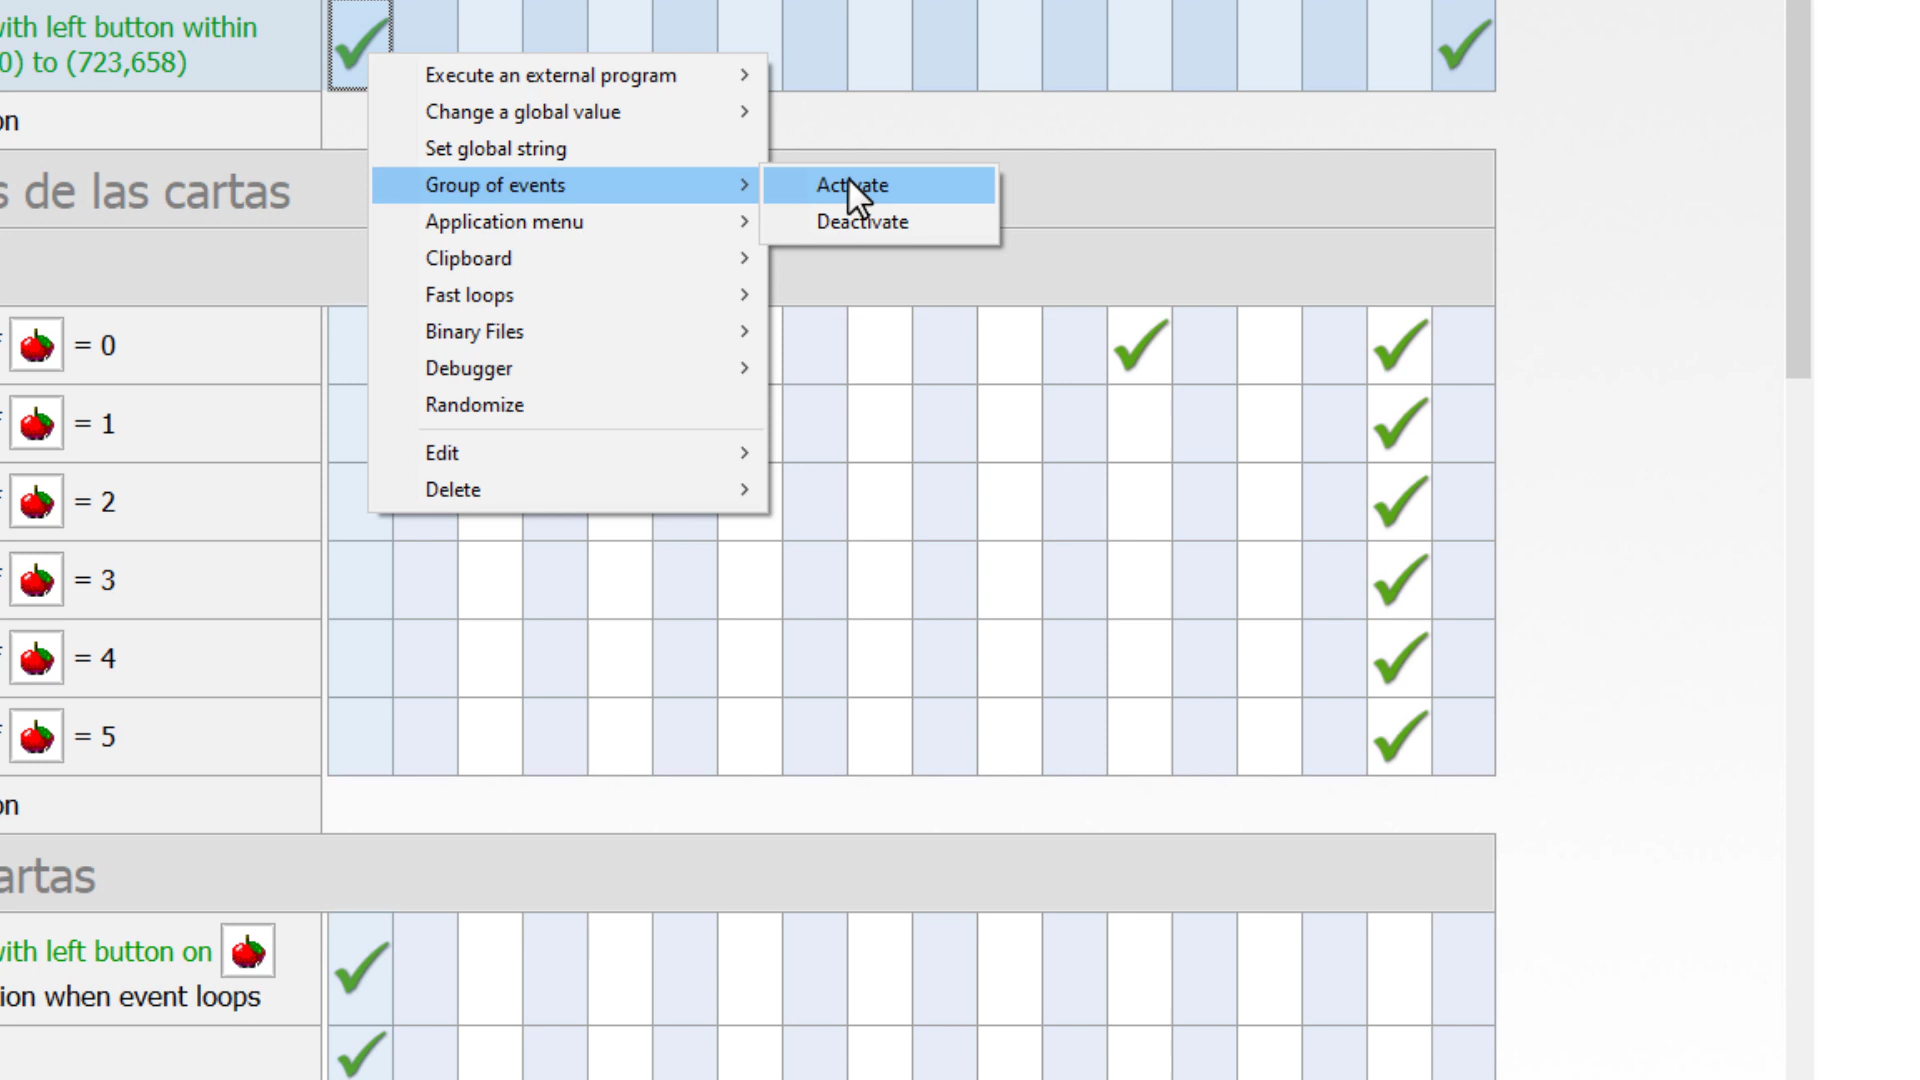 ith left button within
0) to (723,658)
Execute an external program
Change a global value
on
Set global string
s de las cartas
Group of events
Activate
Application menu
Deactivate
Clipboard
Fast loops
Binary Files
= 0
Debugger
Randomize
= 1
Edit
Delete
= 2
= 3
= 4
= 5
on
artas
ith left button on
ion when event loops